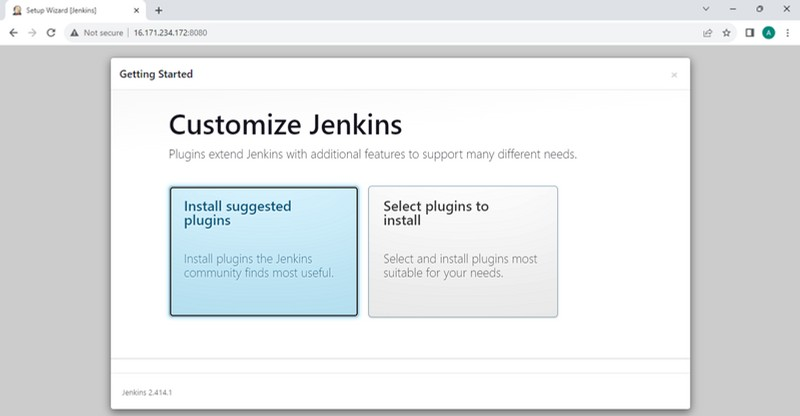 Setup Wizard [Jenkins]
Not secure
16.171.234.172:8080
A
Getting Started
Customize Jenkins
Plugins extend Jenkins with additional features to support many different needs.
Install suggested
plugins
Install plugins the Jenkins
community finds most useful.
Select plugins to
install
Select and install plugins most
suitable for your needs.
Jenkins 2.414.1